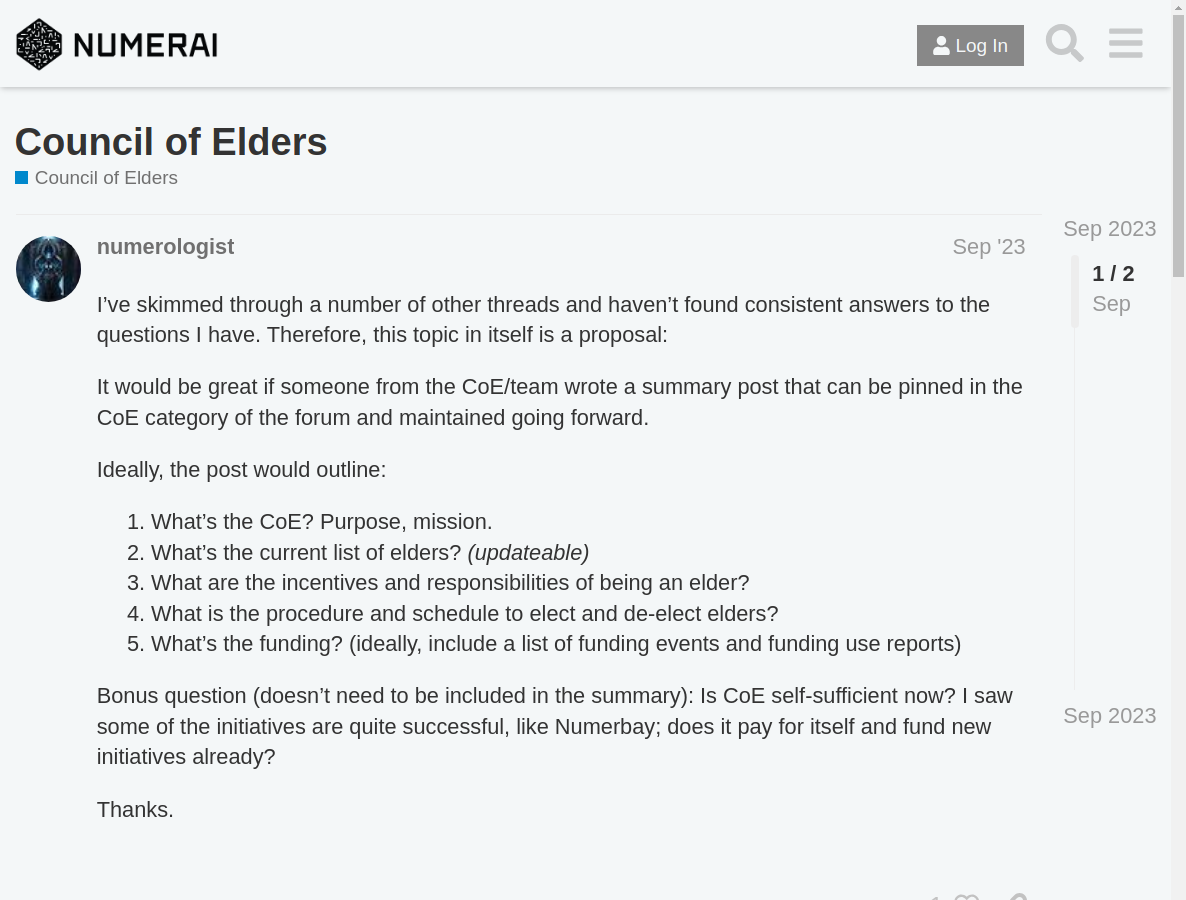 NUMERAI
Log In
Council of Elders
Council of Elders
numerologist
Sep '23
I’ve skimmed through a number of other threads and haven’t found consistent answers to the
questions I have. Therefore, this topic in itself is a proposal:
It would be great if someone from the CoE/team wrote a summary post that can be pinned in the
CoE category of the forum and maintained going forward.
Ideally, the post would outline:
1. What’s the CoE? Purpose, mission.
2. What’s the current list of elders? (updateable)
3. What are the incentives and responsibilities of being an elder?
4. What is the procedure and schedule to elect and de-elect elders?
5. What’s the funding? (ideally, include a list of funding events and funding use reports)
Bonus question (doesn’t need to be included in the summary): Is CoE self-sufficient now? I saw
some of the initiatives are quite successful, like Numerbay; does it pay for itself and fund new
initiatives already?
Thanks.
Sep 2023
1 / 2
Sep
Sep 2023